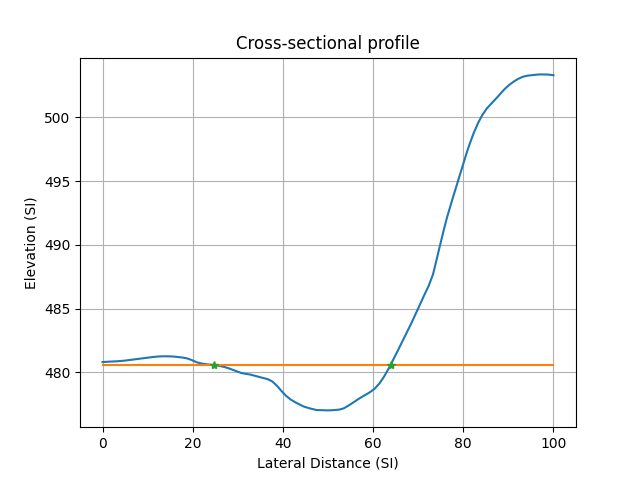 Cross-sectional profile
500
495
490
485
480
Elevation (SI)
0 20 40 60 80 100
Lateral Distance (SI)